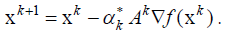 x^{k+1} = x^k − α_k^* A^k ∇f(x^k).